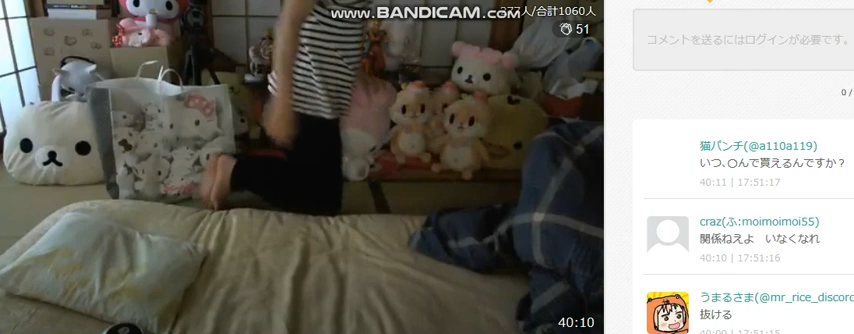 www.BANDICAM.com
377人/合計1060人
51
40:10
コメントを送るにはログインが必要です。
0 /
猫パンチ(@a110a119)
いつ､〇んで貰えるんですか？
40:11 | 17:51:17
craz(ふ:moimoimoi55)
関係ねえよ　いなくなれ
40:10 | 17:51:16
うまるさま(@mr_rice_discord
抜ける
40:09 | 17:51:15